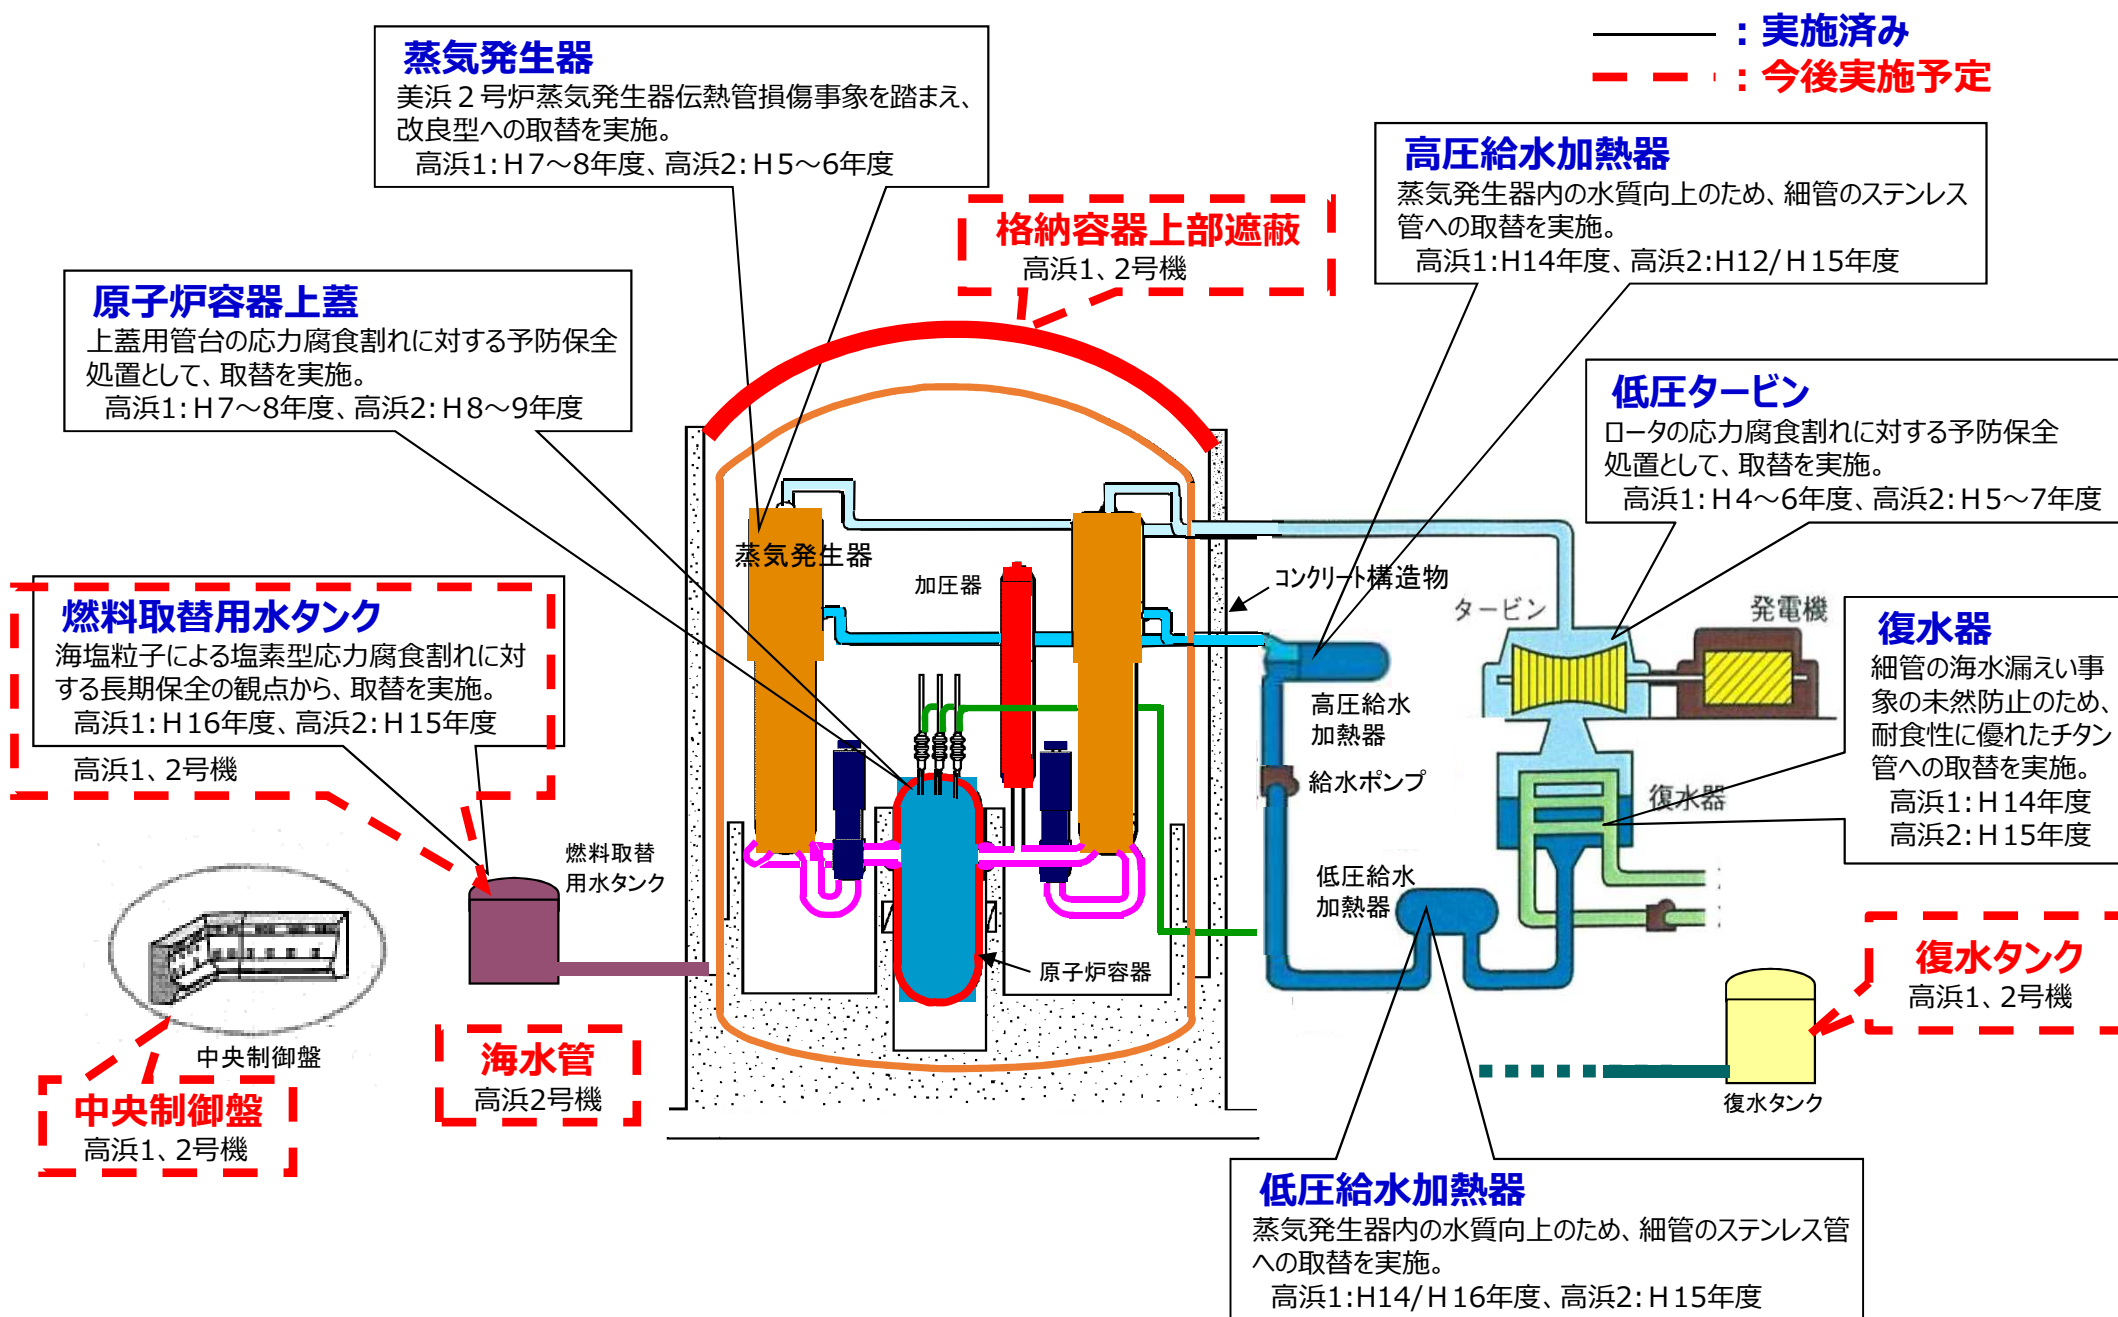 ：実施済み
：今後実施予定
蒸気発生器
美浜２号炉蒸気発生器伝熱管損傷事象を踏まえ、
改良型への取替を実施。
高浜1：Ｈ7～8年度、高浜2：Ｈ5～6年度
高圧給水加熱器
蒸気発生器内の水質向上のため、細管のステンレス
管への取替を実施。
高浜1:H14年度、高浜2:H12/Ｈ15年度
格納容器上部遮蔽
高浜1、2号機
原子炉容器上蓋
上蓋用管台の応力腐食割れに対する予防保全
処置として、取替を実施。
高浜1：Ｈ7～8年度、高浜2：Ｈ8～9年度
低圧タービン
ロータの応力腐食割れに対する予防保全
処置として、取替を実施。
高浜1：Ｈ4～6年度、高浜2：Ｈ5～7年度
蒸気発生器
加圧器
コンクリート構造物
タービン
発電機
燃料取替用水タンク
海塩粒子による塩素型応力腐食割れに対
する長期保全の観点から、取替を実施。
高浜1：Ｈ16年度、高浜2：Ｈ15年度
高浜1、2号機
復水器
細管の海水漏えい事
象の未然防止のため、
耐食性に優れたチタン
管への取替を実施。
高浜1：Ｈ14年度
高浜2：Ｈ15年度
高圧給水
加熱器
給水ポンプ
復水器
燃料取替
用水タンク
低圧給水
加熱器
原子炉容器
復水タンク
高浜1、2号機
中央制御盤
海水管
高浜2号機
中央制御盤
高浜1、2号機
復水タンク
低圧給水加熱器
蒸気発生器内の水質向上のため、細管のステンレス管
への取替を実施。
高浜1:H14/Ｈ16年度、高浜2：Ｈ15年度